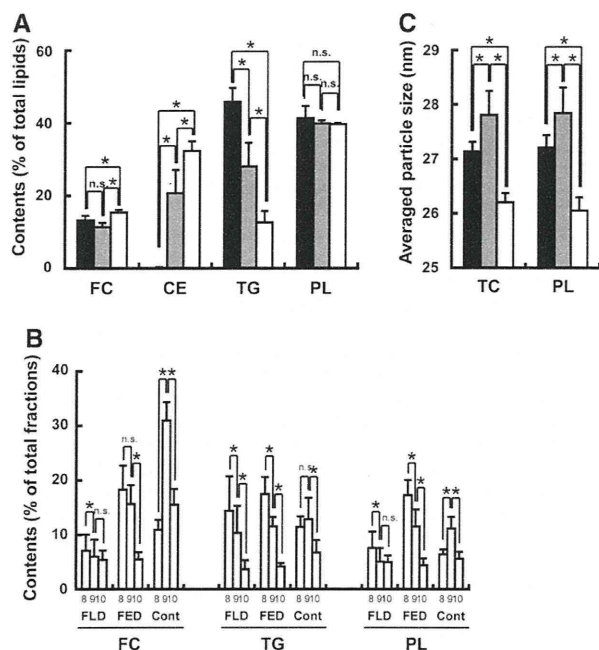 A
Contents (% of total lipids)
60
40
20
0
* n.s. *
* * *
* * *
n.s. n.s. n.s.
FC CE TG PL
C
Averaged particle size (nm)
29
28
27
26
25
* * *
* * *
TC PL
B
Contents (% of total fractions)
40
30
20
10
0
* n.s.
n.s. *
**
* *
* *
n.s. *
* n.s.
* *
**
8 9 10 8 9 10 8 9 10 8 9 10 8 9 10 8 9 10 8 9 10 8 9 10 8 9 10
FLD FED Cont FLD FED Cont FLD FED Cont
FC TG PL